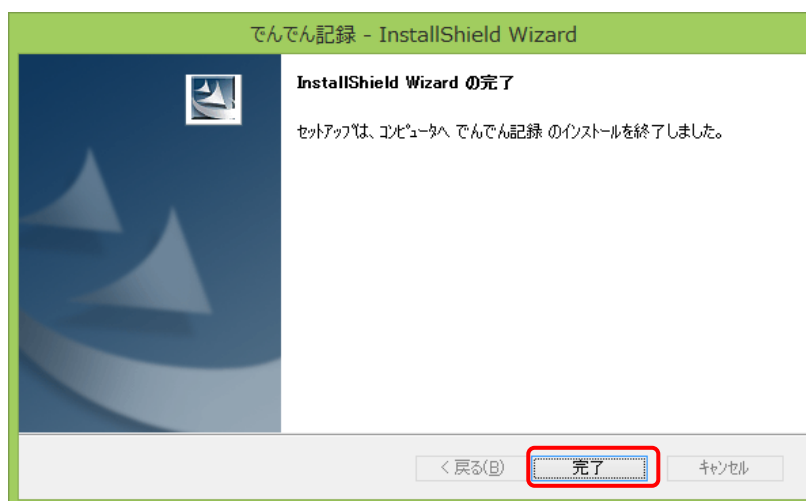 でんでん記録 - InstallShield Wizard
InstallShield Wizard の完了
ｾｯﾄｱｯﾌﾟは、ｺﾝﾋﾟｭｰﾀへ でんでん記録 のｲﾝｽﾄｰﾙを終了しました。
< 戻る(B) 完了 ｷｬﾝｾﾙ